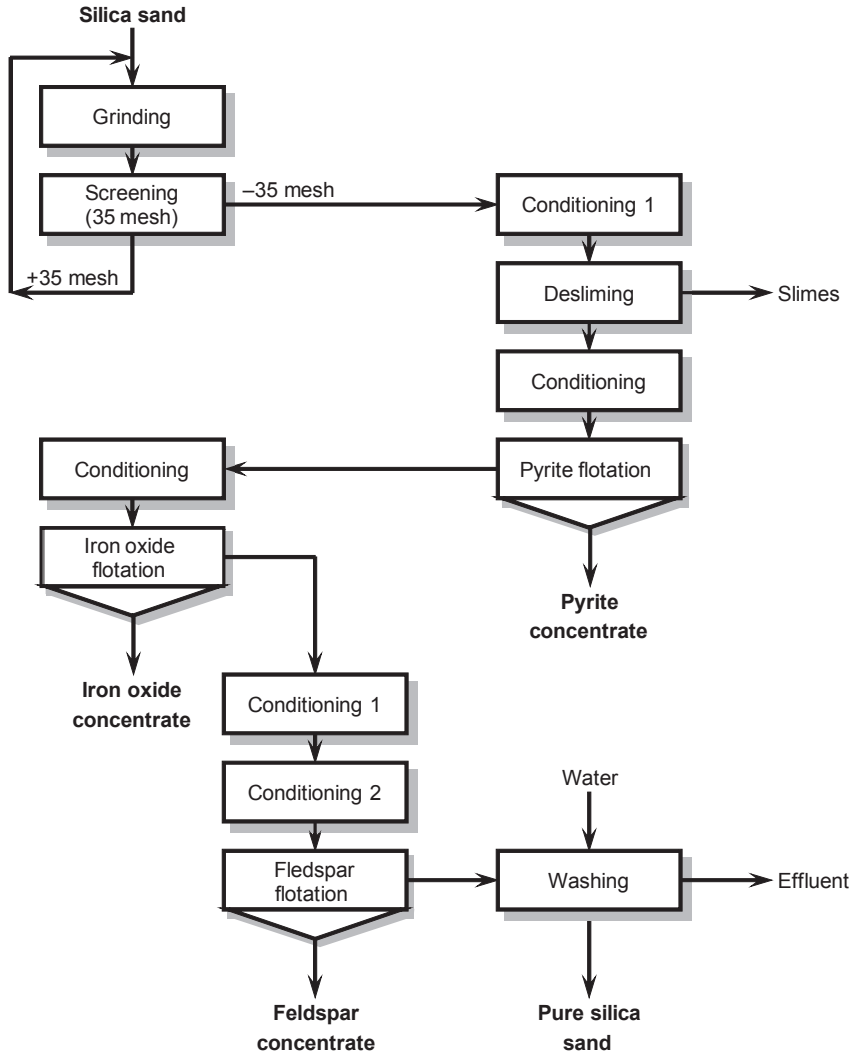 Silica sand
Grinding
Screening
(35 mesh)
–35 mesh
+35 mesh
Conditioning 1
Desliming
Slimes
Conditioning
Pyrite flotation
Conditioning
Iron oxide
flotation
Pyrite
concentrate
Iron oxide
concentrate
Conditioning 1
Conditioning 2
Water
Fledspar
flotation
Washing
Effluent
Feldspar
concentrate
Pure silica
sand